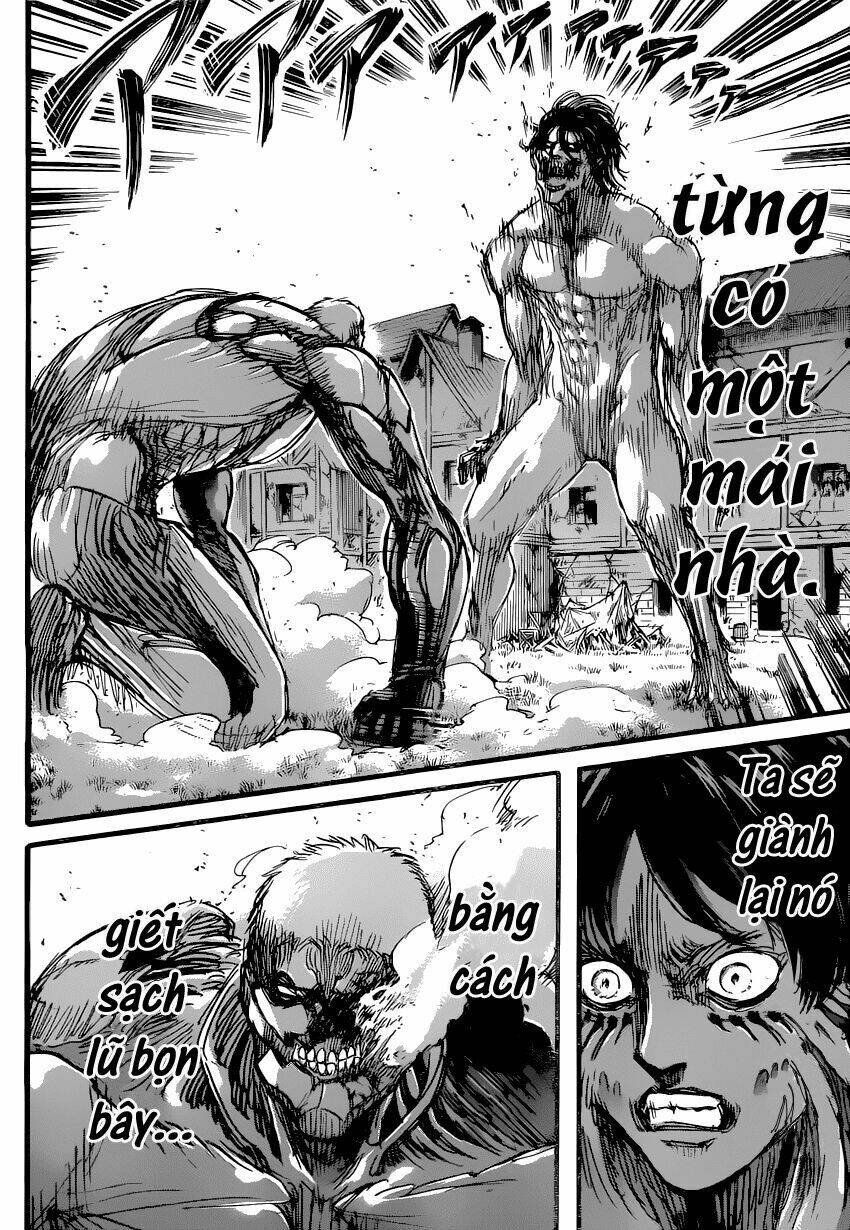 アアアアアアアア
từng
có
một
mái
nhà.
Ta sẽ
giành
lại nó
bằng
cách
giết
sạch
lũ bọn
bây...